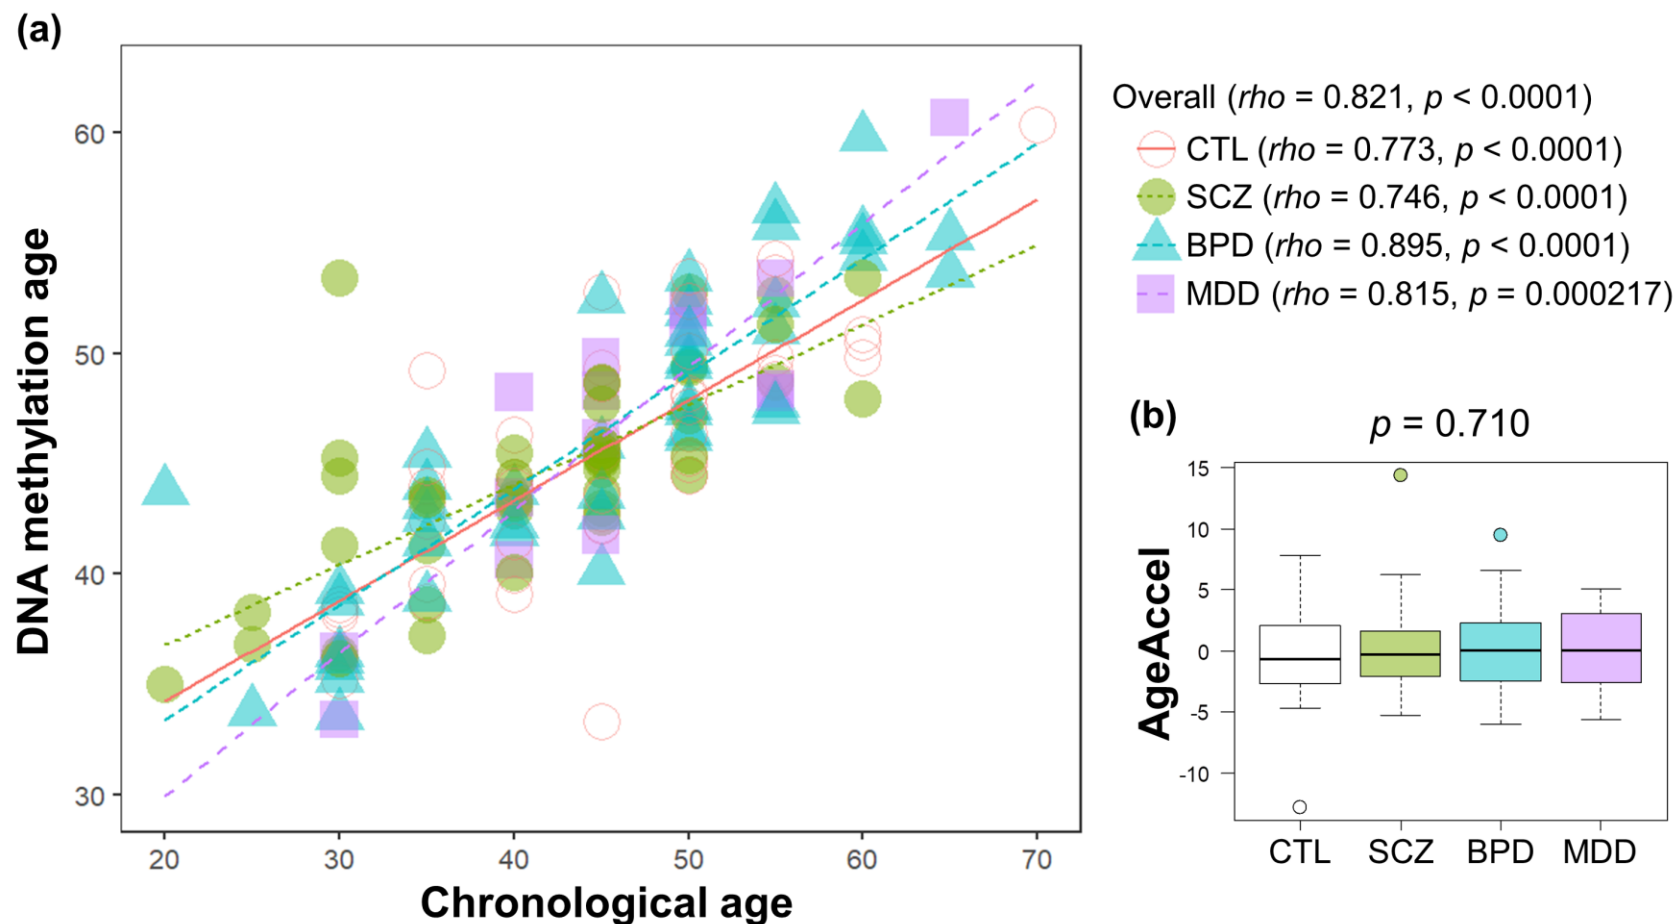 (a)
DNA methylation age
60
50
40
30
20 30 40 50 60 70
Chronological age
Overall (rho = 0.821, p < 0.0001)
CTL (rho = 0.773, p < 0.0001)
SCZ (rho = 0.746, p < 0.0001)
BPD (rho = 0.895, p < 0.0001)
MDD (rho = 0.815, p = 0.000217)
(b)
p = 0.710
AgeAccel
15
10
5
0
-5
-10
CTL SCZ BPD MDD